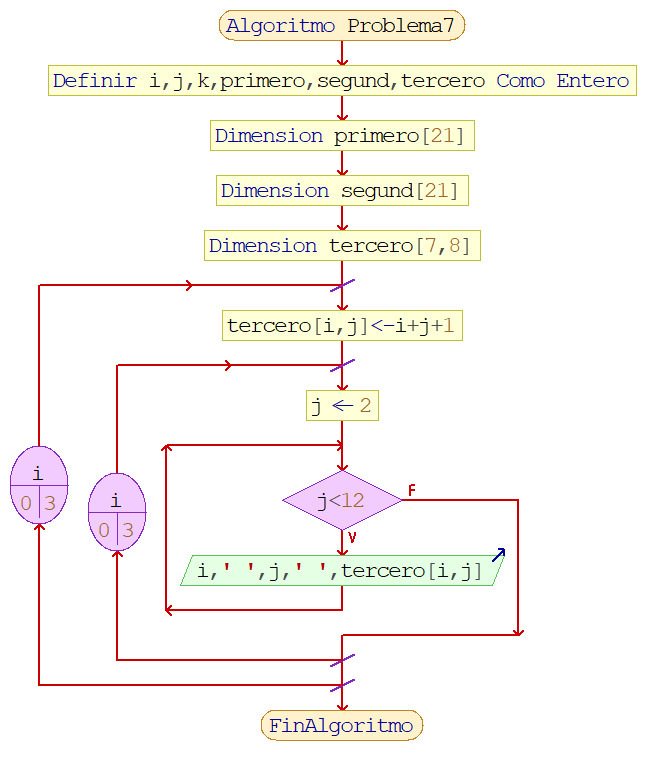 Algoritmo Problema7
Definir i,j,k,primero,segund,tercero Como Entero
Dimension primero[21]
Dimension segund[21]
Dimension tercero[7,8]
tercero[i,j]<-i+j+1
j <- 2
i
0 3
i
0 3
j<12
F
V
i,' ',j,' ',tercero[i,j]
FinAlgoritmo